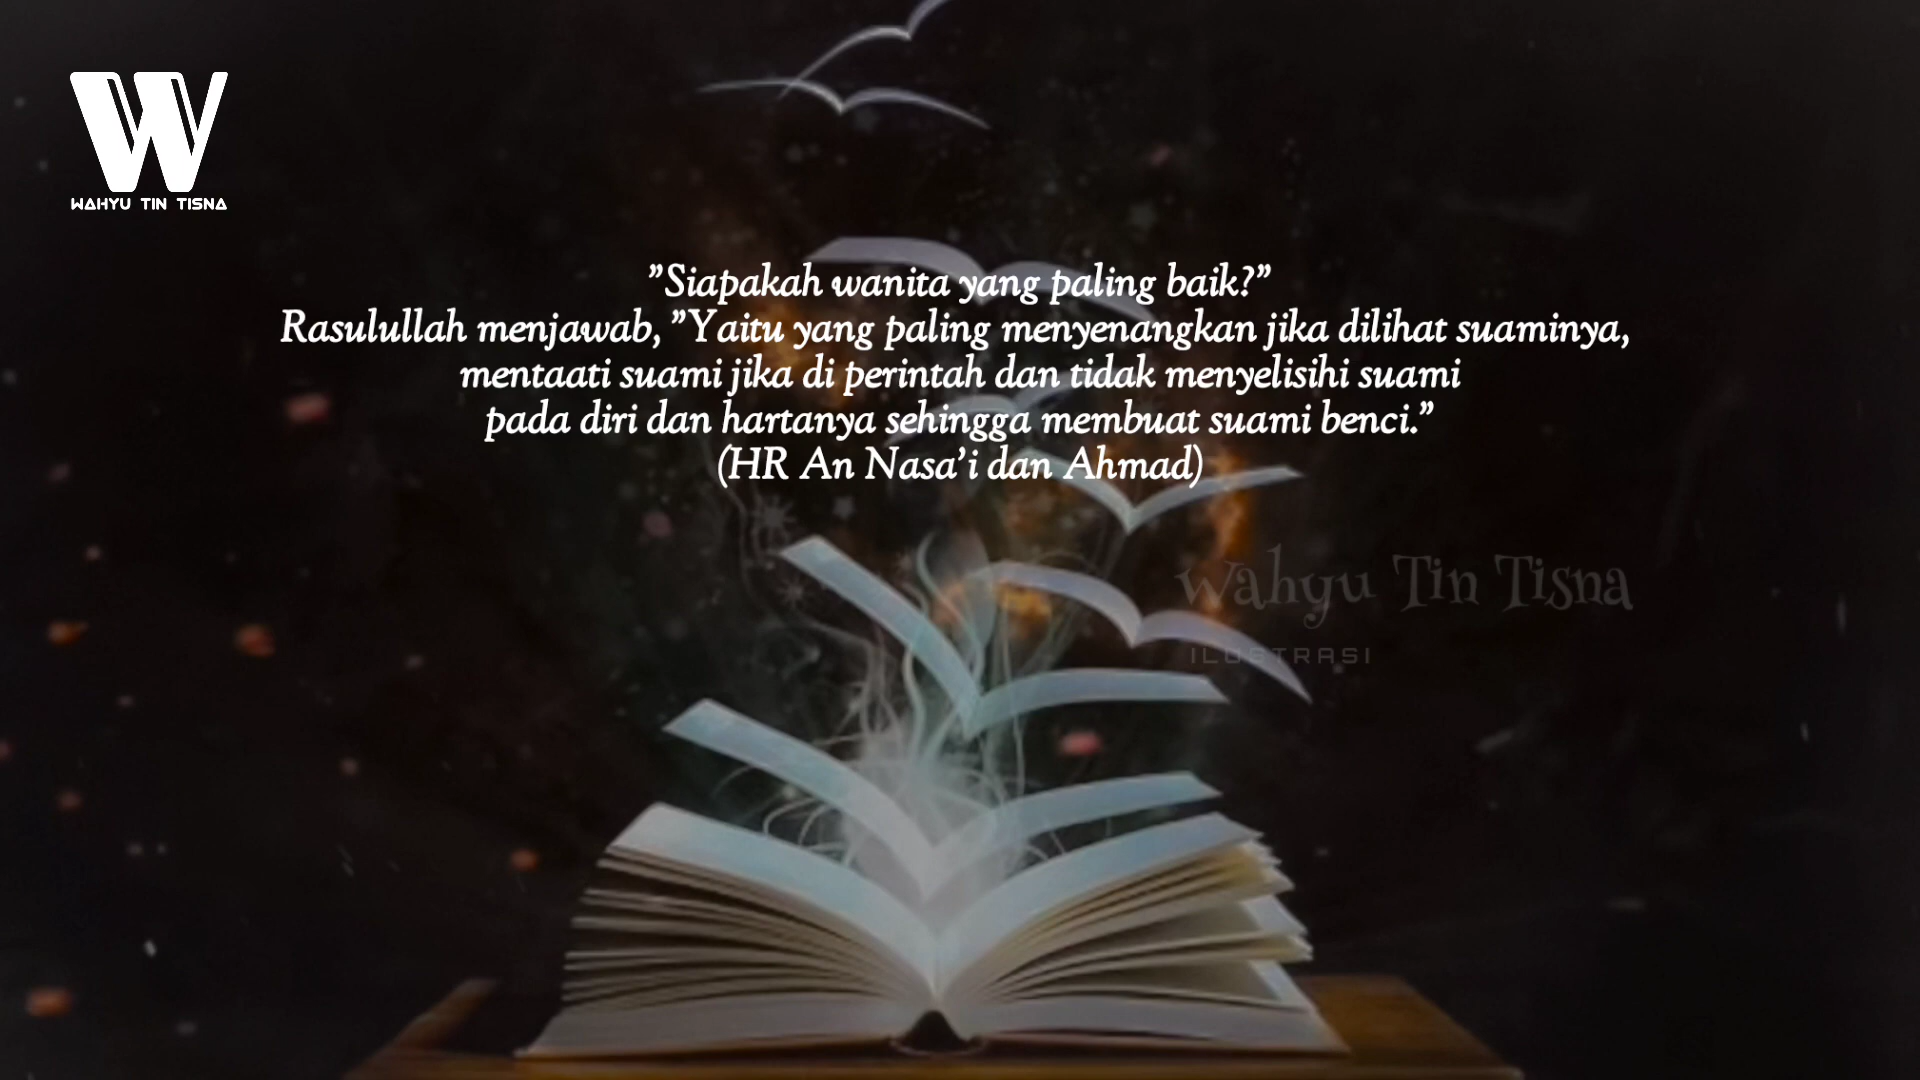 WAHYU TIN TISNA
"Siapakah wanita yang paling baik?"
Rasulullah menjawab, "Yaitu yang paling menyenangkan jika dilihat suaminya,
mentaati suami jika di perintah dan tidak menyelisihi suami
pada diri dan hartanya sehingga membuat suami benci."
(HR An Nasa'i dan Ahmad)
Wahyu Tin Tisna
ILUSTRASI